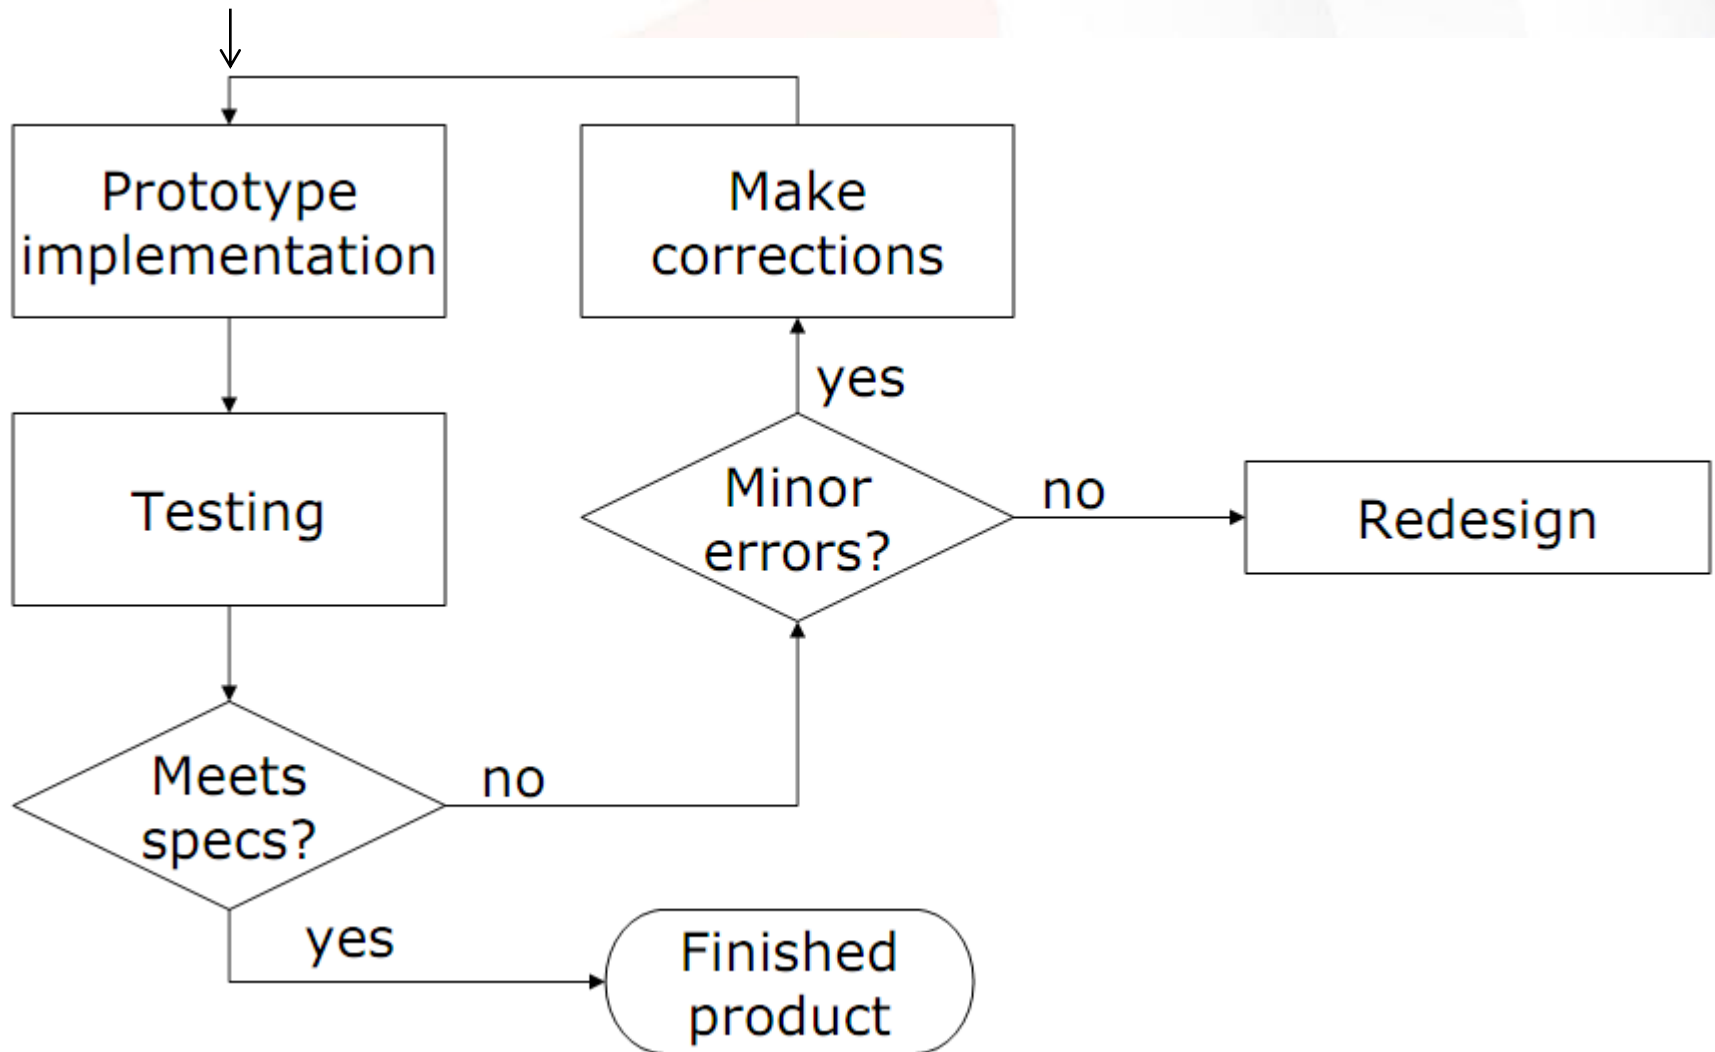 Prototype
implementation
Make
corrections
yes
Testing
Minor
errors?
no
Redesign
Meets
specs?
no
yes
Finished
product